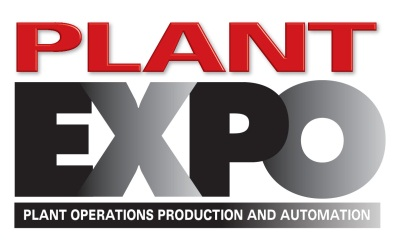 PLANT
EXPO
PLANT OPERATIONS PRODUCTION AND AUTOMATION